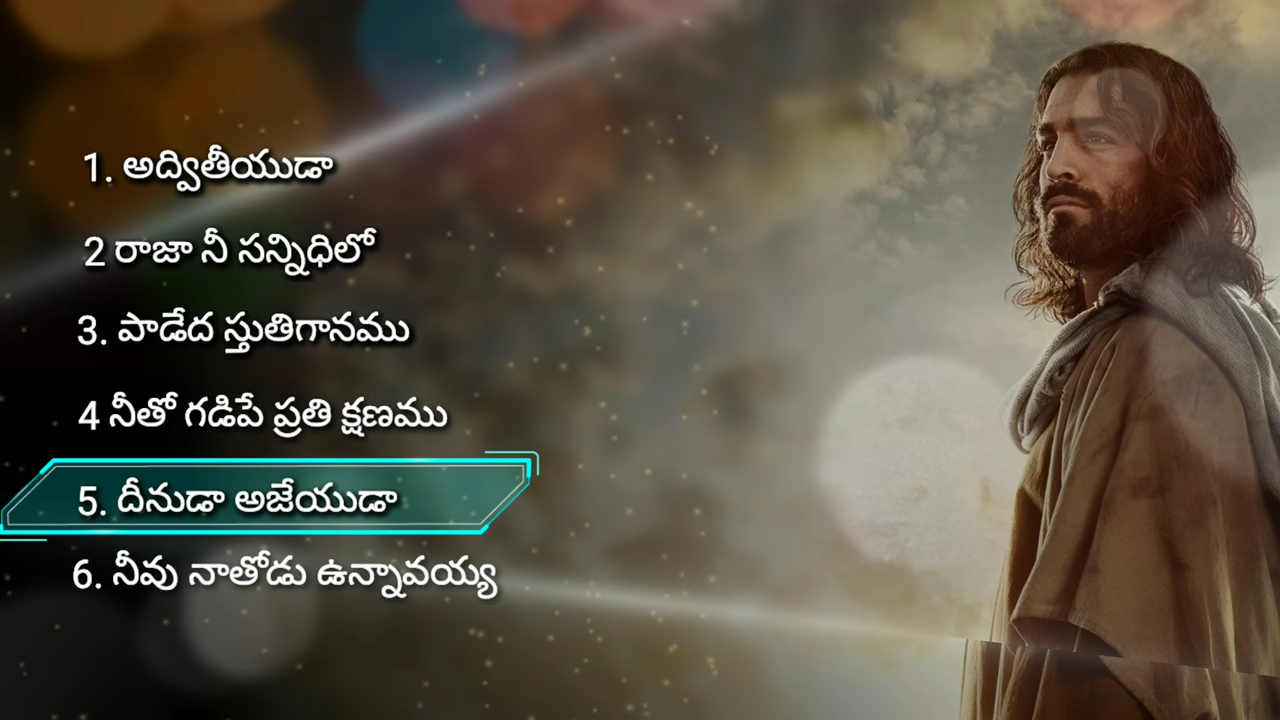 1. అద్వితీయుడా
2 రాజా నీ సన్నిధిలో
3. పాడేద స్తుతిగానము
4 నీతో గడిపే ప్రతి క్షణము
5. దీనుడా అజేయుడా
6. నీవు నాతోడు ఉన్నావయ్య